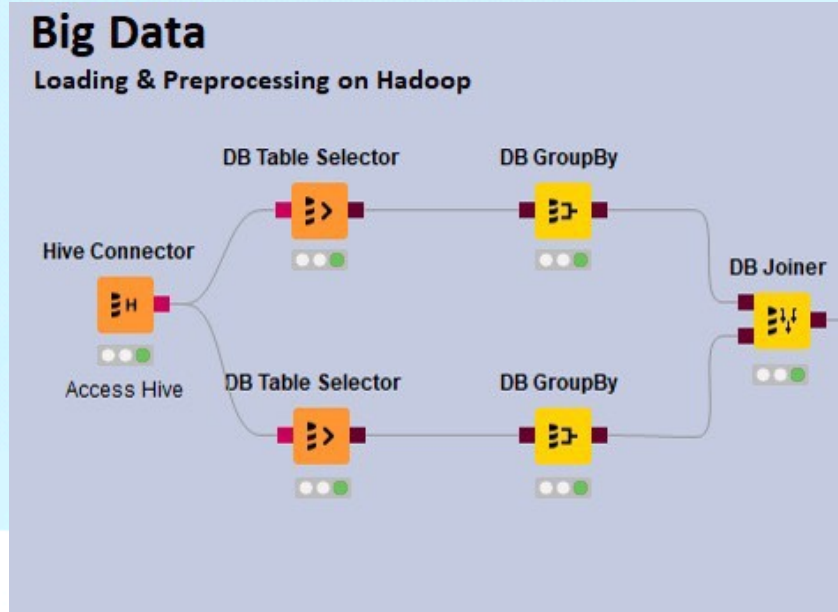 Big Data
Loading & Preprocessing on Hadoop
DB Table Selector
DB GroupBy
Hive Connector
H
Access Hive
DB Joiner
DB Table Selector
DB GroupBy